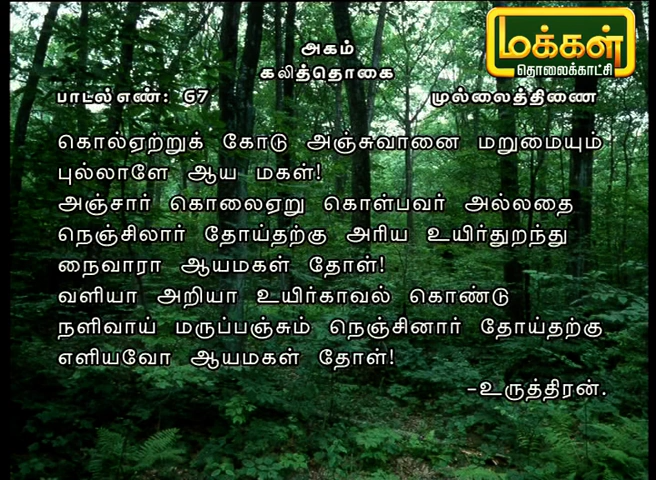 மக்கள்
தொலைக்காட்சி
அகம்
கலித்தொகை
பாடல்எண்: 67
முல்லைத்திணை
கொல்ஏற்றுக் கோடு அஞ்சுவானை மறுமையும்
புல்லாளே ஆய மகள்!
அஞ்சார் கொலைஏறு கொள்பவர் அல்லதை
நெஞ்சிலார் தோய்தற்கு அரிய உயிர்துறந்து
நைவாரா ஆயமகள் தோள்!
வளியா அறியா உயிர்காவல் கொண்டு
நளிவாய் மருப்பஞ்சும் நெஞ்சினார் தோய்தற்கு
எளியவோ ஆயமகள் தோள்!
-உருத்திரன்.